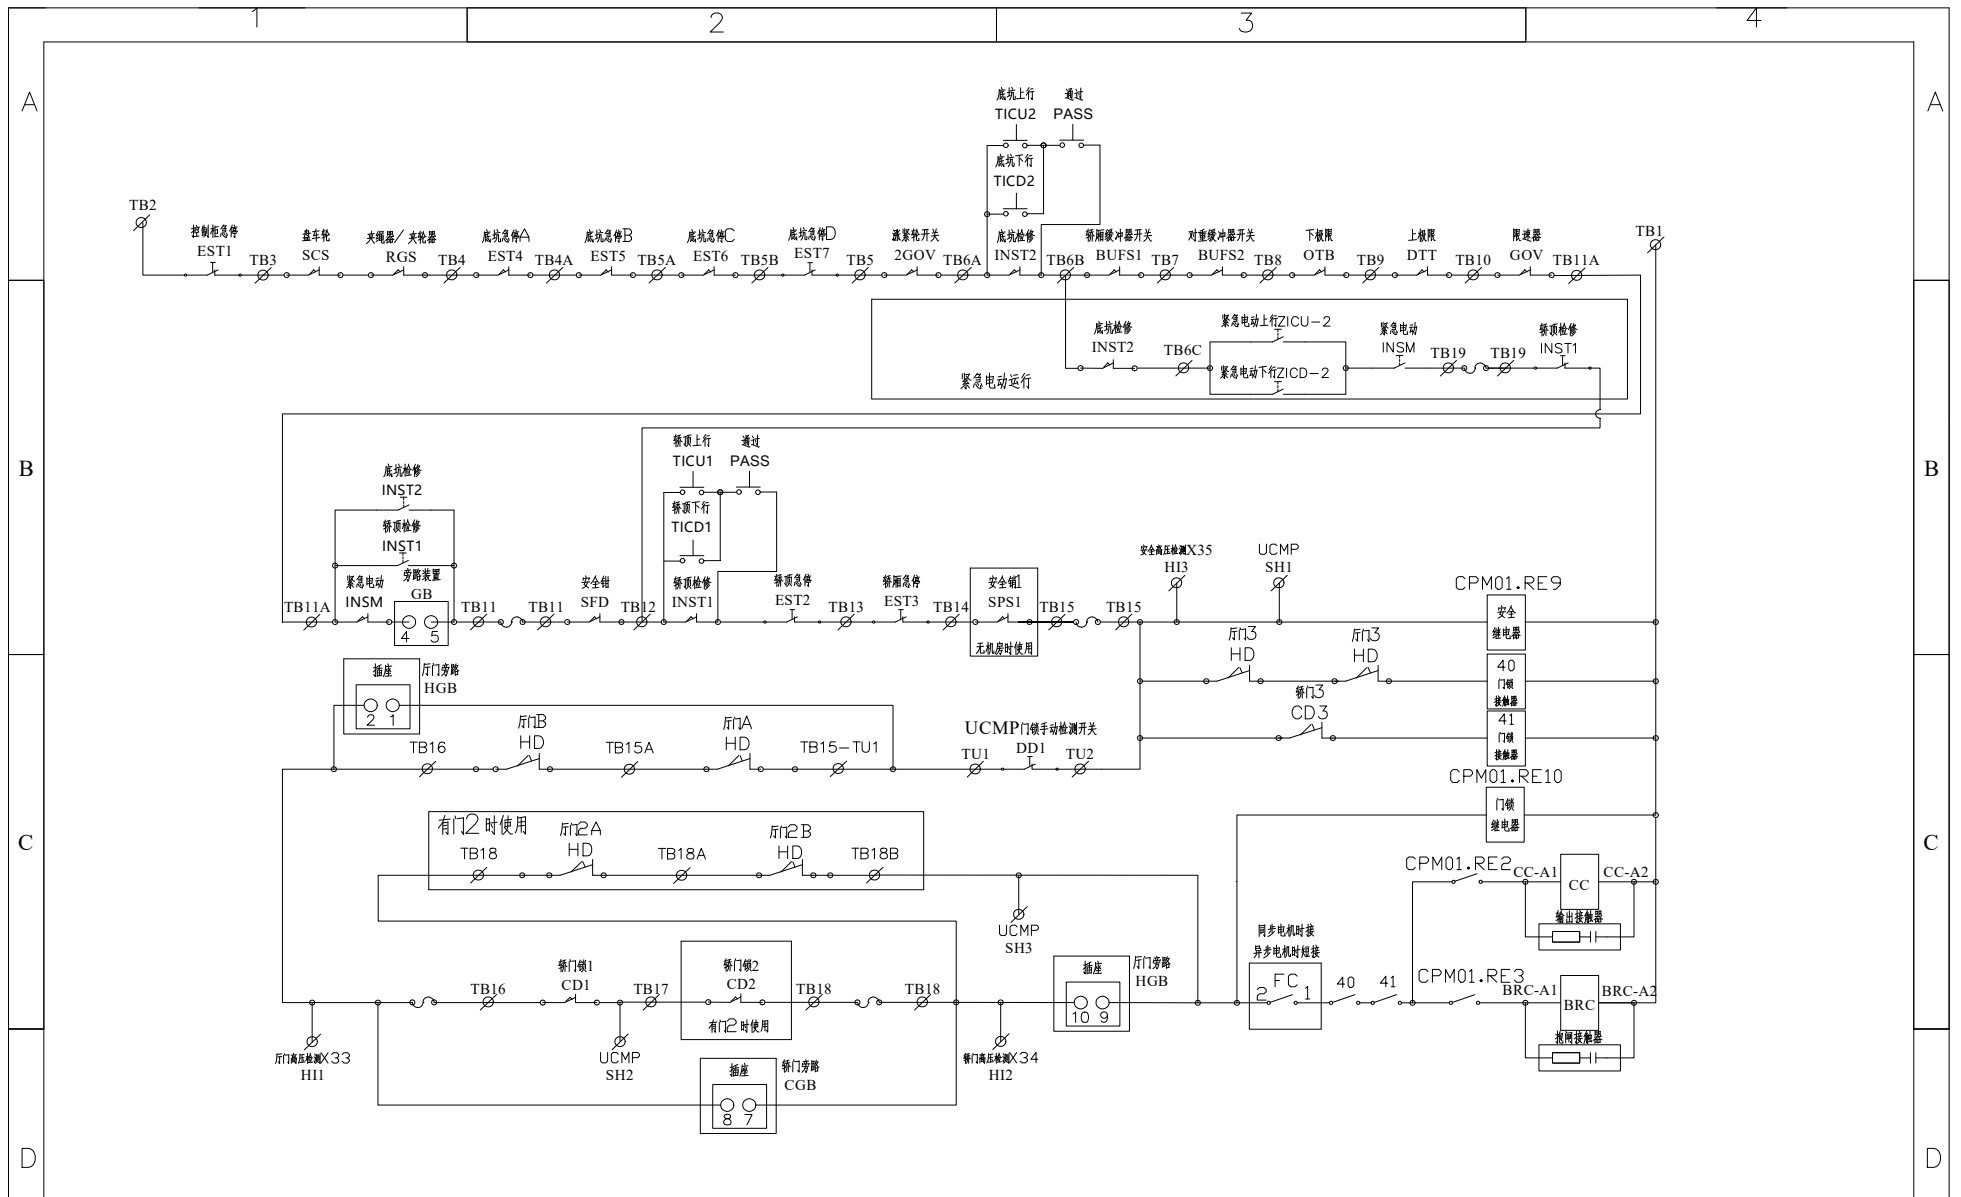 1
2
3
4
A
A
底坑上行
TICU2
通过
PASS
底坑下行
TICD2
TB2
控制柜急停
EST1
TB3
盘车轮
SCS
夹绳器/夹轮器
RGS
TB4
底坑急停A
EST4
TB4A
底坑急停B
EST5
TB5A
底坑急停C
EST6
TB5B
底坑急停D
EST7
TB5
涨紧轮开关
2GOV
TB6A
底坑检修
INST2
TB6B
轿厢缓冲器开关
BUFS1
TB7
对重缓冲器开关
BUFS2
TB8
下极限
OTB
TB9
上极限
DTT
TB10
限速器
GOV
TB11A
TB1
紧急电动运行
底坑检修
INST2
TB6C
紧急电动上行ZICU-2
紧急电动下行ZICD-2
紧急电动
INSM
TB19
TB19
轿顶检修
INST1
B
B
底坑检修
INST2
轿顶检修
INST1
轿顶上行
TICU1
通过
PASS
轿顶下行
TICD1
TB11A
紧急电动
INSM
旁路装置
GB
4
5
TB11
TB11
安全钳
SFD
TB12
轿顶检修
INST1
轿顶急停
EST2
TB13
轿厢急停
EST3
TB14
安全销1
SPS1
无机房时使用
TB15
TB15
安全高压检测X35
HI3
UCMP
SH1
CPM01.RE9
安全
继电器
厅门3
HD
厅门3
HD
40
门锁
接触器
轿门3
CD3
41
门锁
接触器
插座
2
1
厅门旁路
HGB
TB16
厅门B
HD
TB15A
厅门A
HD
TB15-TU1
UCMP门锁手动检测开关
TU1
DD1
TU2
CPM01.RE10
门锁
继电器
C
C
有门2时使用
TB18
厅门2A
HD
TB18A
厅门2B
HD
TB18B
UCMP
SH3
CPM01.RE2
CC-A1
CC
CC-A2
输出接触器
TB16
轿门锁1
CD1
TB17
轿门锁2
CD2
有门2时使用
TB18
TB18
插座
10
9
厅门旁路
HGB
同步电机时接
异步电机时短接
2
FC
1
40
41
CPM01.RE3
BRC-A1
BRC
BRC-A2
抱闸接触器
厅门高压检测X33
HI1
UCMP
SH2
轿门高压检测X34
HI2
插座
8
7
轿门旁路
CGB
D
D